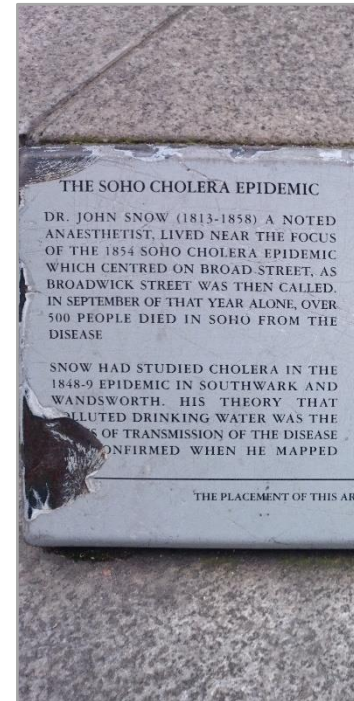 THE SOHO CHOLERA EPIDEMIC
DR. JOHN SNOW (1813-1858) A NOTED
ANAESTHETIST, LIVED NEAR THE FOCUS
OF THE 1854 SOHO CHOLERA EPIDEMIC
WHICH CENTRED ON BROAD STREET, AS
BROADWICK STREET WAS THEN CALLED.
IN SEPTEMBER OF THAT YEAR ALONE, OVER
500 PEOPLE DIED IN SOHO FROM THE
DISEASE
SNOW HAD STUDIED CHOLERA IN THE
1848-9 EPIDEMIC IN SOUTHWARK AND
WANDSWORTH. HIS THEORY THAT
POLLUTED DRINKING WATER WAS THE
OF TRANSMISSION OF THE DISEASE
CONFIRMED WHEN HE MAPPED
THE PLACEMENT OF THIS